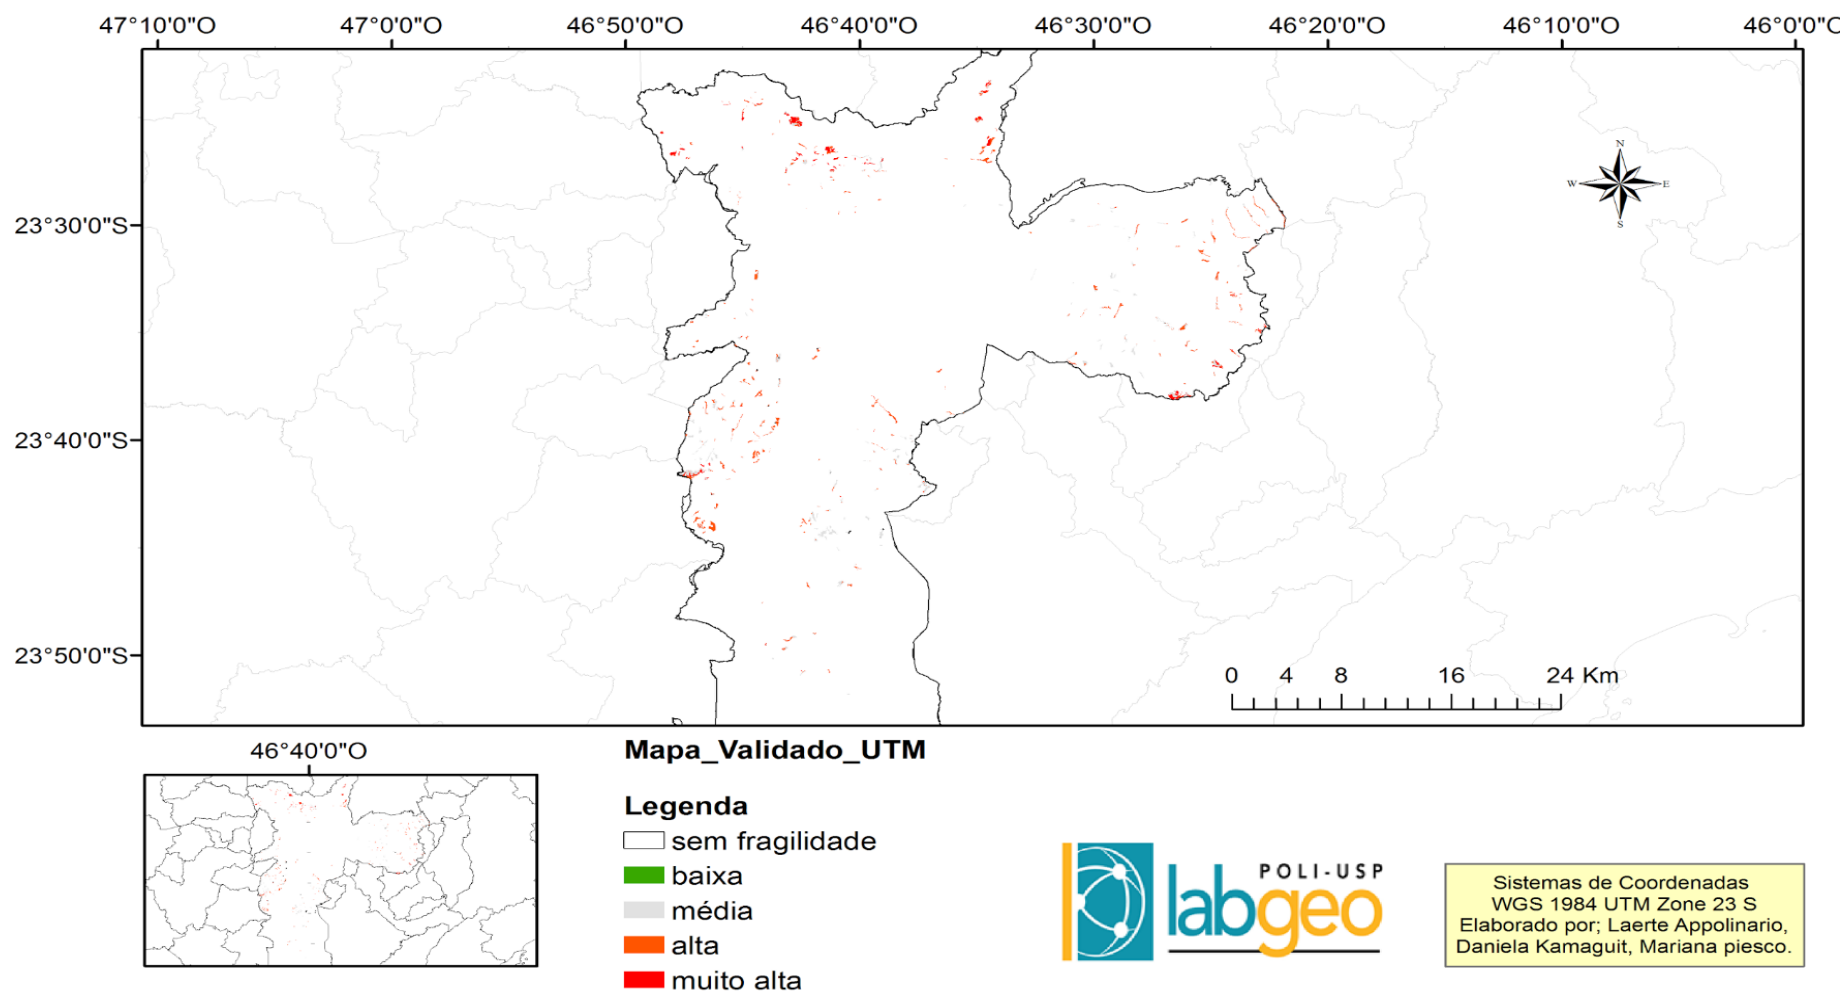 47°10'0"O 47°0'0"O 46°50'0"O 46°40'0"O 46°30'0"O 46°20'0"O 46°10'0"O 46°0'0"O
N
W E
S
23°30'0"S
23°40'0"S
23°50'0"S
0 4 8 16 24 Km
46°40'0"O
Mapa_Validado_UTM
Legenda
sem fragilidade
baixa
média
alta
muito alta
POLI-USP
labgeo
Sistemas de Coordenadas
WGS 1984 UTM Zone 23 S
Elaborado por; Laerte Appolinario,
Daniela Kamaguit, Mariana piesco.